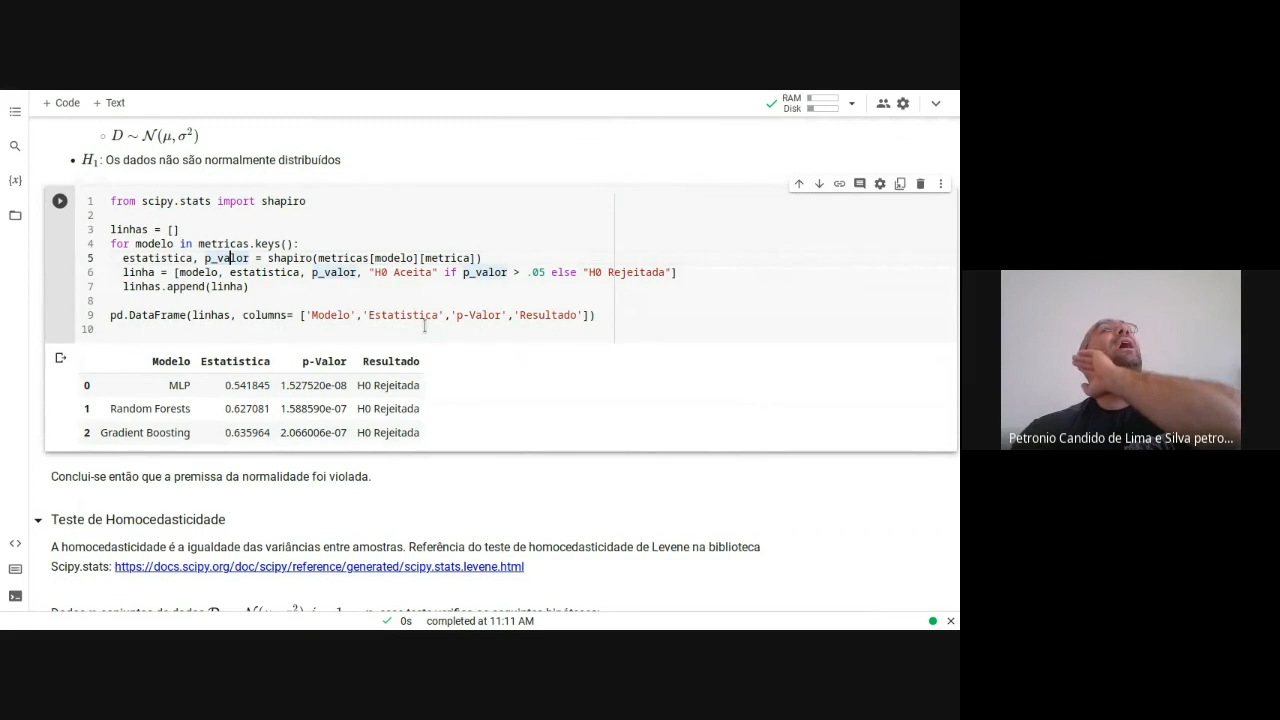 + Code + Text
RAM
Disk
D ∼ N(μ, σ²)
H₁: Os dados não são normalmente distribuídos
1 from scipy.stats import shapiro
2
3 linhas = []
4 for modelo in metricas.keys():
5 estatistica, p_valor = shapiro(metricas[modelo][metrica])
6 linha = [modelo, estatistica, p_valor, "H0 Aceita" if p_valor > .05 else "H0 Rejeitada"]
7 linhas.append(linha)
8
9 pd.DataFrame(linhas, columns= ['Modelo','Estatistica','p-Valor','Resultado'])
10
Modelo Estatistica p-Valor Resultado
0 MLP 0.541845 1.527520e-08 H0 Rejeitada
1 Random Forests 0.627081 1.588590e-07 H0 Rejeitada
2 Gradient Boosting 0.635964 2.066006e-07 H0 Rejeitada
Conclui-se então que a premissa da normalidade foi violada.
Teste de Homocedasticidade
A homocedasticidade é a igualdade das variâncias entre amostras. Referência do teste de homocedasticidade de Levene na biblioteca
Scipy.stats: https://docs.scipy.org/doc/scipy/reference/generated/scipy.stats.levene.html
0s completed at 11:11 AM
Petronio Candido de Lima e Silva petro...